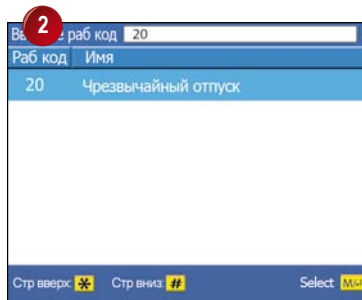 2
раб код 20
Раб код Имя
20 Чрезвычайный отпуск
Стр вверх: * Стр вниз: # Select M/